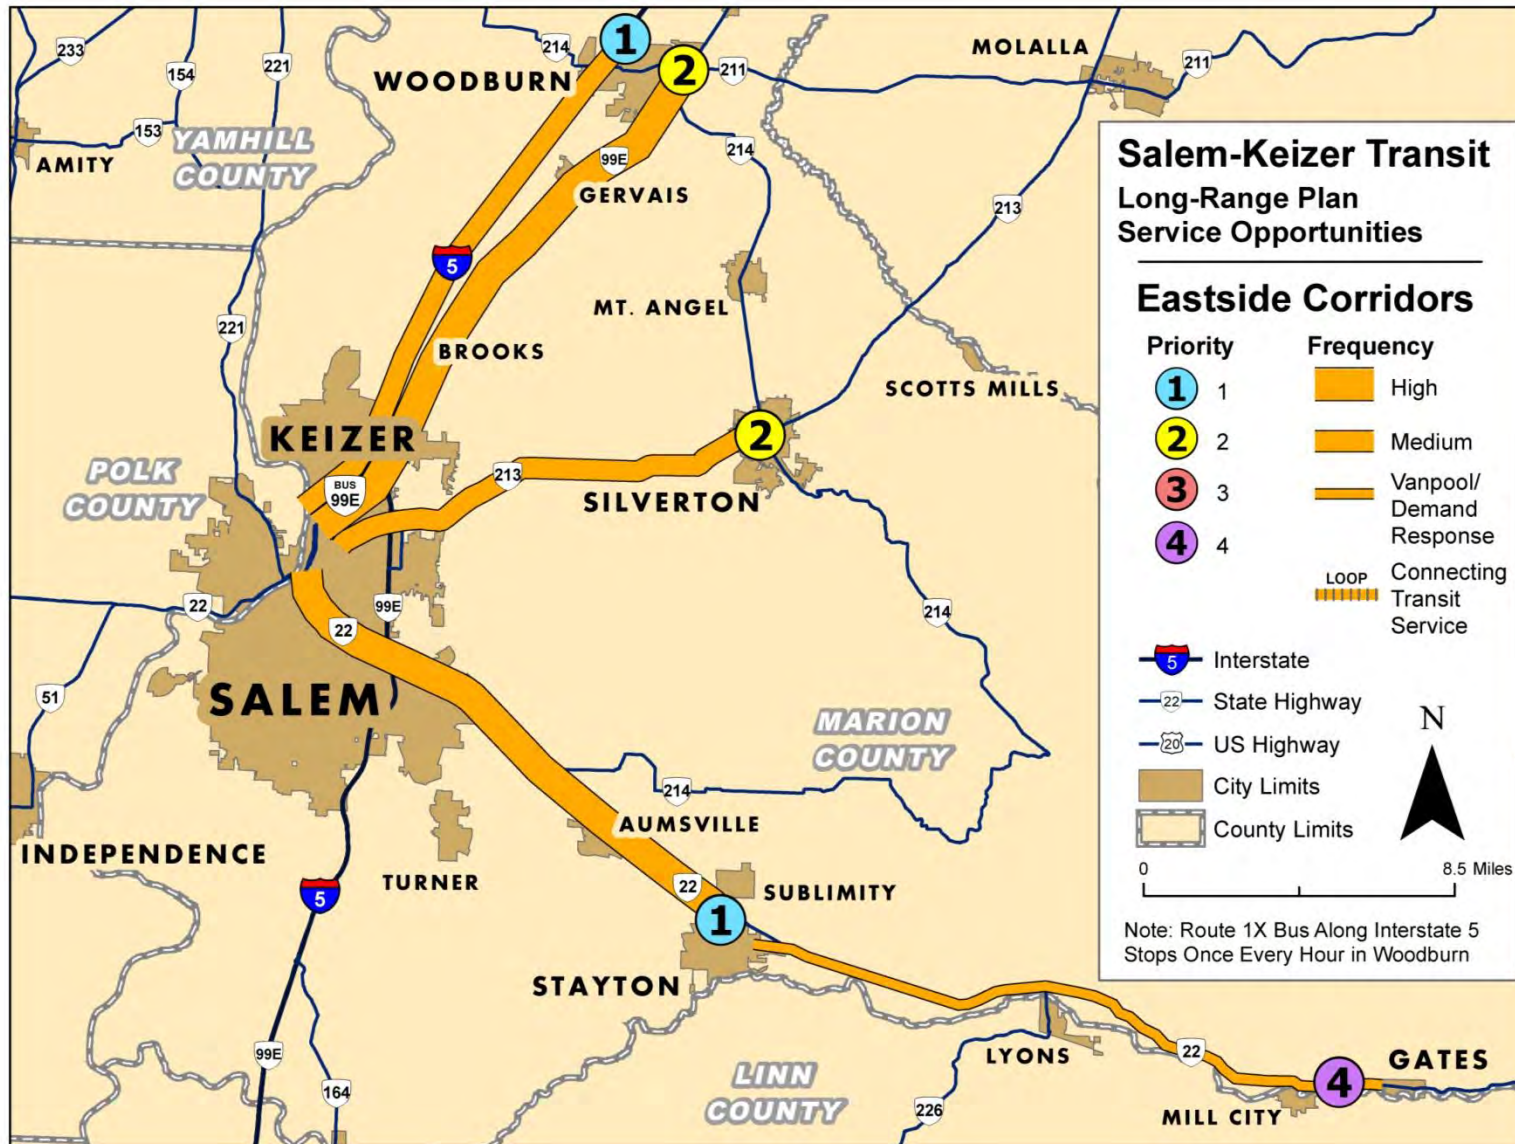 233
154
221
214
1
WOODBURN
2
211
MOLALLA
211
153
AMITY
YAMHILL
COUNTY
99E
GERVAIS
214
213
5
221
MT. ANGEL
BROOKS
SCOTTS MILLS
KEIZER
BUS
99E
213
2
SILVERTON
POLK
COUNTY
22
99E
22
214
51
SALEM
MARION
COUNTY
214
AUMSVILLE
INDEPENDENCE
TURNER
5
22
SUBLIMITY
1
STAYTON
99E
164
LINN
COUNTY
LYONS
226
22
MILL CITY
4
GATES
Salem-Keizer Transit
Long-Range Plan
Service Opportunities
Eastside Corridors
Priority
1 1
2 2
3 3
4 4
Frequency
High
Medium
Vanpool/
Demand
Response
LOOP
Connecting
Transit
Service
5 Interstate
22 State Highway
20 US Highway
City Limits
County Limits
N
0 8.5 Miles
Note: Route 1X Bus Along Interstate 5
Stops Once Every Hour in Woodburn